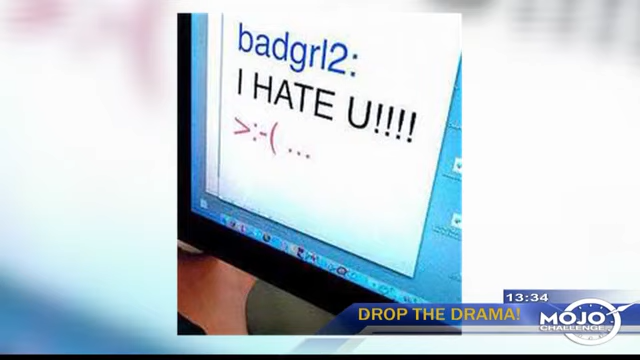 badgrl2:
I HATE U!!!!
>:-( ...
13:34
DROP THE DRAMA!
MOJO
CHALLENGE